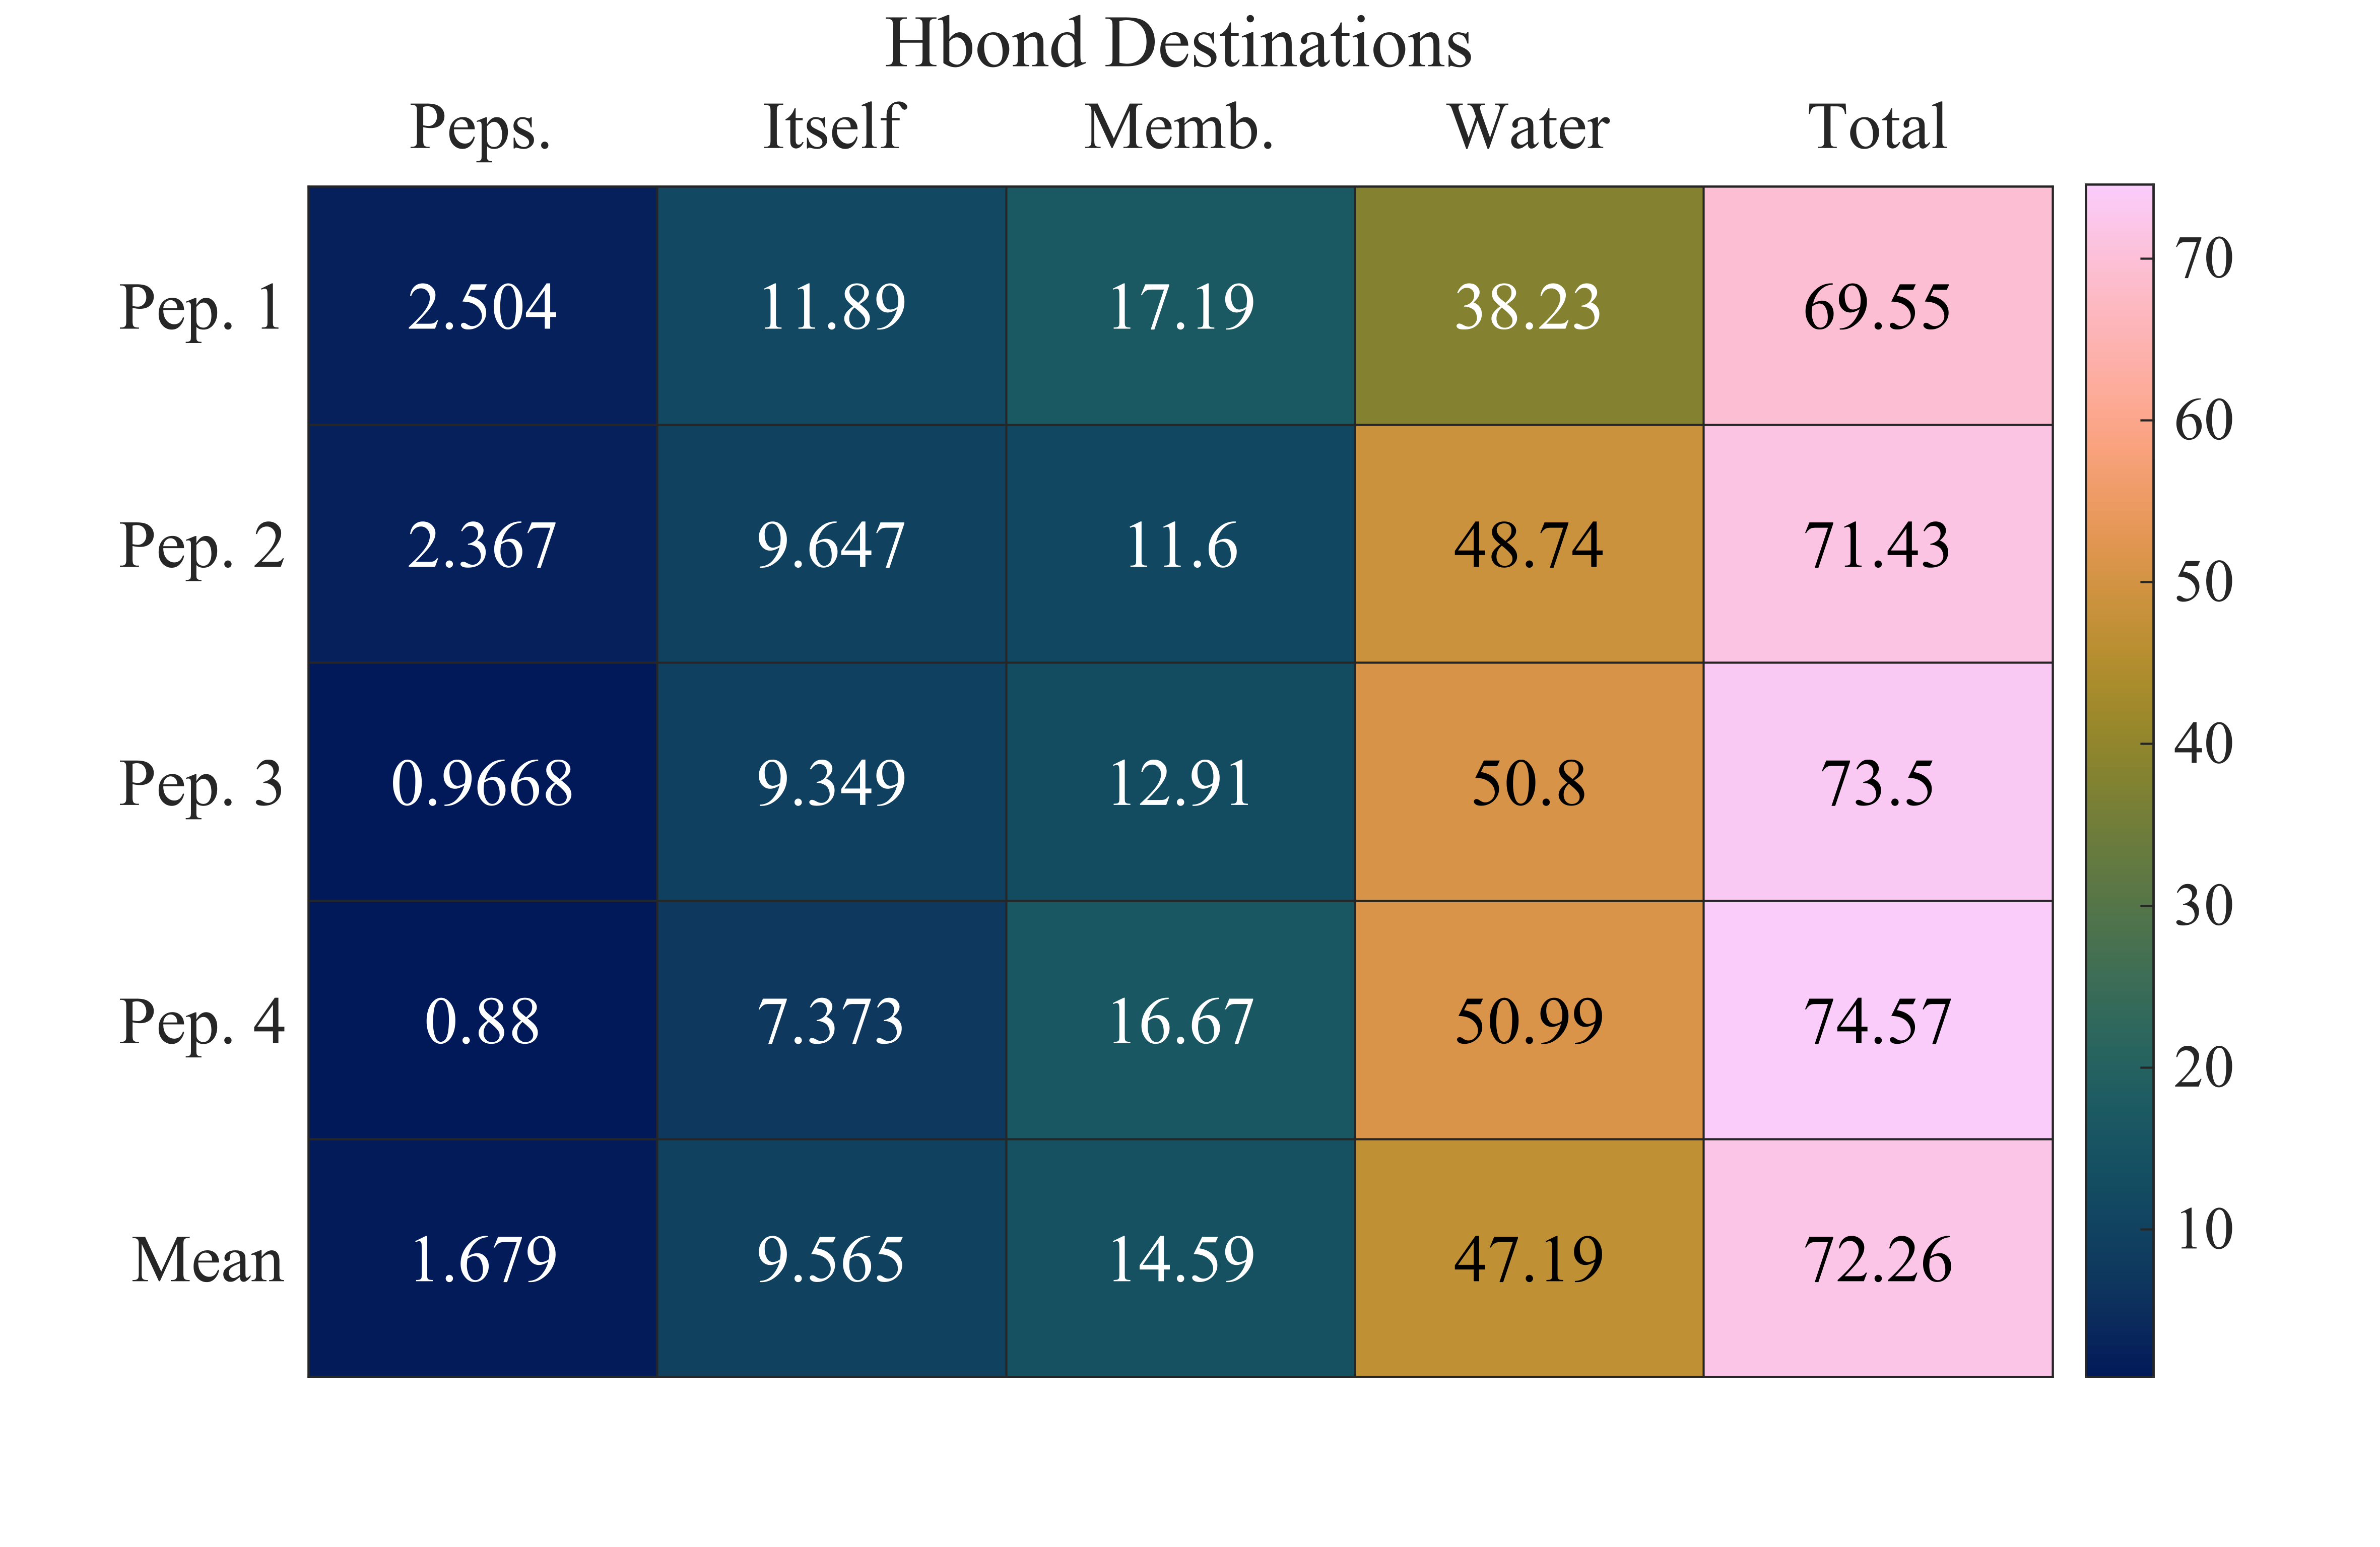 Hbond Destinations
Peps. Itself Memb. Water Total
Pep. 1 2.504 11.89 17.19 38.23 69.55
Pep. 2 2.367 9.647 11.6 48.74 71.43
Pep. 3 0.9668 9.349 12.91 50.8 73.5
Pep. 4 0.88 7.373 16.67 50.99 74.57
Mean 1.679 9.565 14.59 47.19 72.26
70
60
50
40
30
20
10